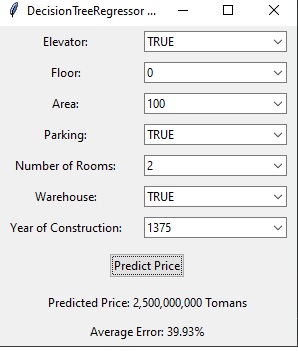 DecisionTreeRegressor ...
Elevator: TRUE
Floor: 0
Area: 100
Parking: TRUE
Number of Rooms: 2
Warehouse: TRUE
Year of Construction: 1375
Predict Price
Predicted Price: 2,500,000,000 Tomans
Average Error: 39.93%